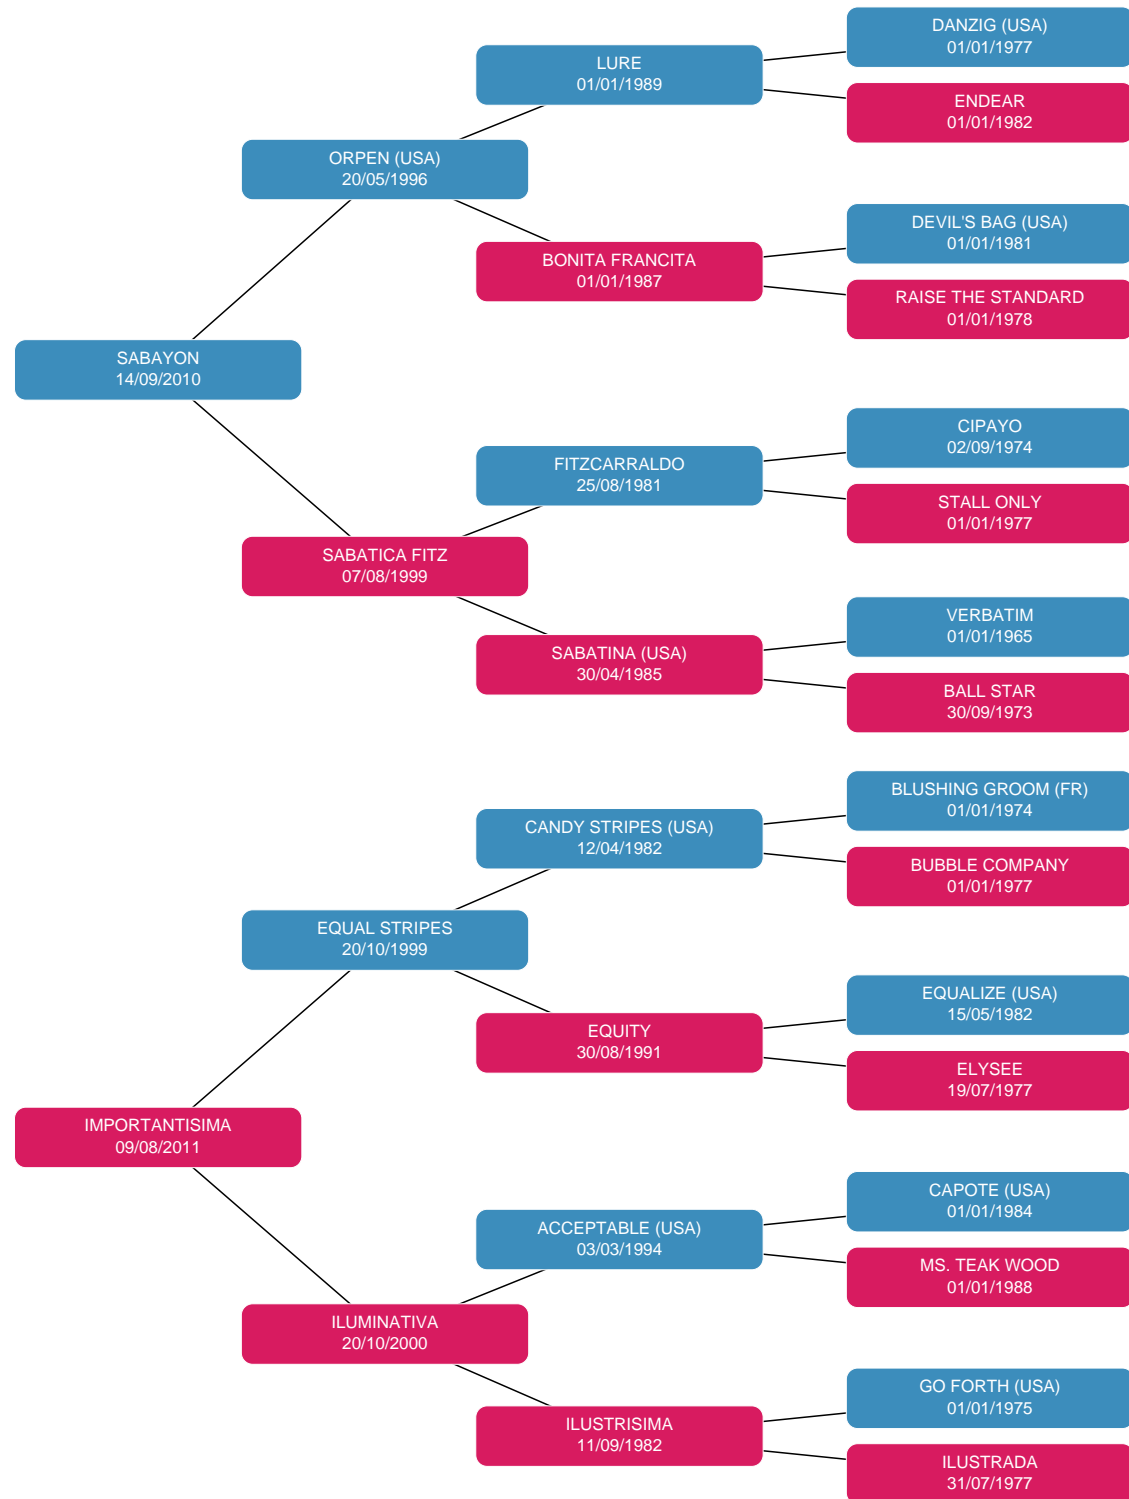 DANZIG (USA)
01/01/1977
LURE
01/01/1989
ENDEAR
01/01/1982
ORPEN (USA)
20/05/1996
DEVIL'S BAG (USA)
01/01/1981
BONITA FRANCITA
01/01/1987
RAISE THE STANDARD
01/01/1978
SABAYON
14/09/2010
CIPAYO
02/09/1974
FITZCARRALDO
25/08/1981
STALL ONLY
01/01/1977
SABATICA FITZ
07/08/1999
VERBATIM
01/01/1965
SABATINA (USA)
30/04/1985
BALL STAR
30/09/1973
BLUSHING GROOM (FR)
01/01/1974
CANDY STRIPES (USA)
12/04/1982
BUBBLE COMPANY
01/01/1977
EQUAL STRIPES
20/10/1999
EQUALIZE (USA)
15/05/1982
EQUITY
30/08/1991
ELYSEE
19/07/1977
IMPORTANTISIMA
09/08/2011
CAPOTE (USA)
01/01/1984
ACCEPTABLE (USA)
03/03/1994
MS. TEAK WOOD
01/01/1988
ILUMINATIVA
20/10/2000
GO FORTH (USA)
01/01/1975
ILUSTRISIMA
11/09/1982
ILUSTRADA
31/07/1977